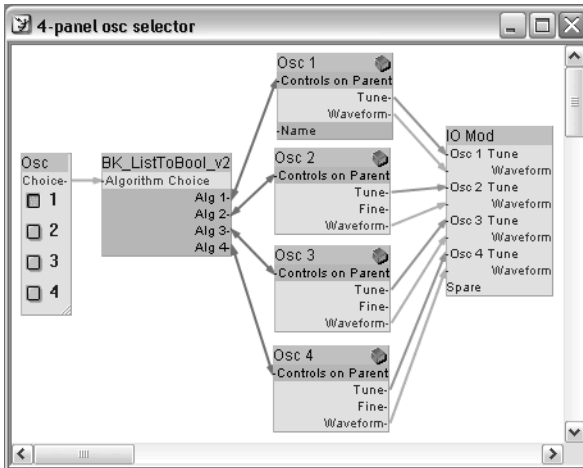 4-panel osc selector
Osc
Choice
1
2
3
4
BK_ListToBool_v2
Algorithm Choice
Alg 1
Alg 2
Alg 3
Alg 4
Osc 1
Controls on Parent
Tune
Waveform
Name
Osc 2
Controls on Parent
Tune
Fine
Waveform
Osc 3
Controls on Parent
Tune
Fine
Waveform
Osc 4
Controls on Parent
Tune
Fine
Waveform
IO Mod
Osc 1 Tune
Waveform
Osc 2 Tune
Waveform
Osc 3 Tune
Waveform
Osc 4 Tune
Waveform
Spare